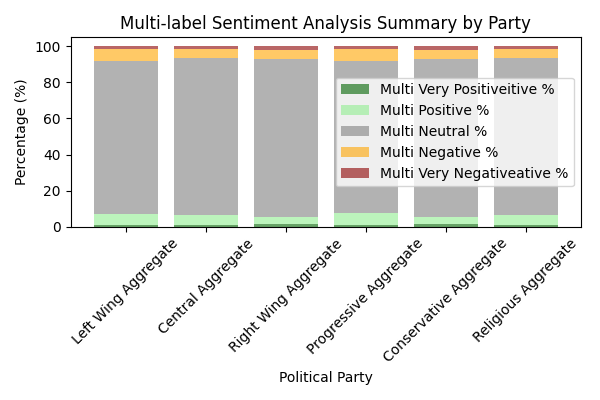 Multi-label Sentiment Analysis Summary by Party
Percentage (%)
100
80
60
40
20
0
Multi Very Positiveitive %
Multi Positive %
Multi Neutral %
Multi Negative %
Multi Very Negativeative %
Left Wing Aggregate
Central Aggregate
Right Wing Aggregate
Progressive Aggregate
Conservative Aggregate
Religious Aggregate
Political Party